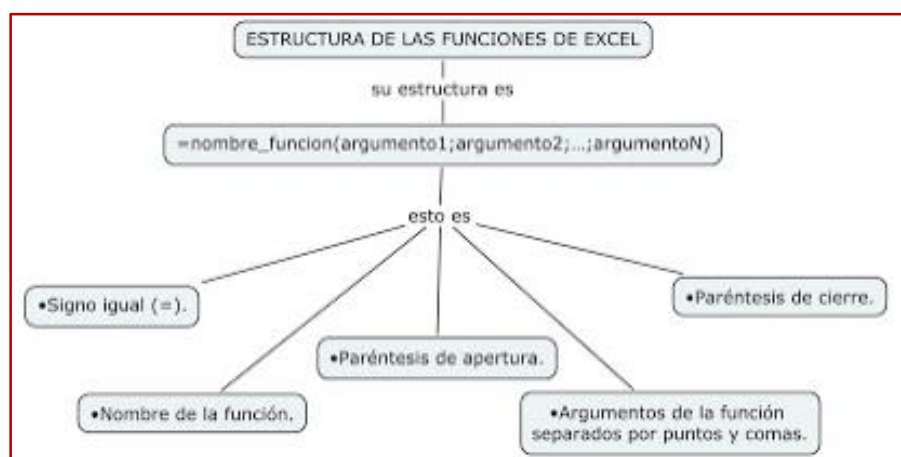 ESTRUCTURA DE LAS FUNCIONES DE EXCEL
su estructura es
=nombre_funcion(argumento1;argumento2;...;argumentoN)
esto es
•Signo igual (=).
•Nombre de la función.
•Paréntesis de apertura.
•Argumentos de la función
separados por puntos y comas.
•Paréntesis de cierre.